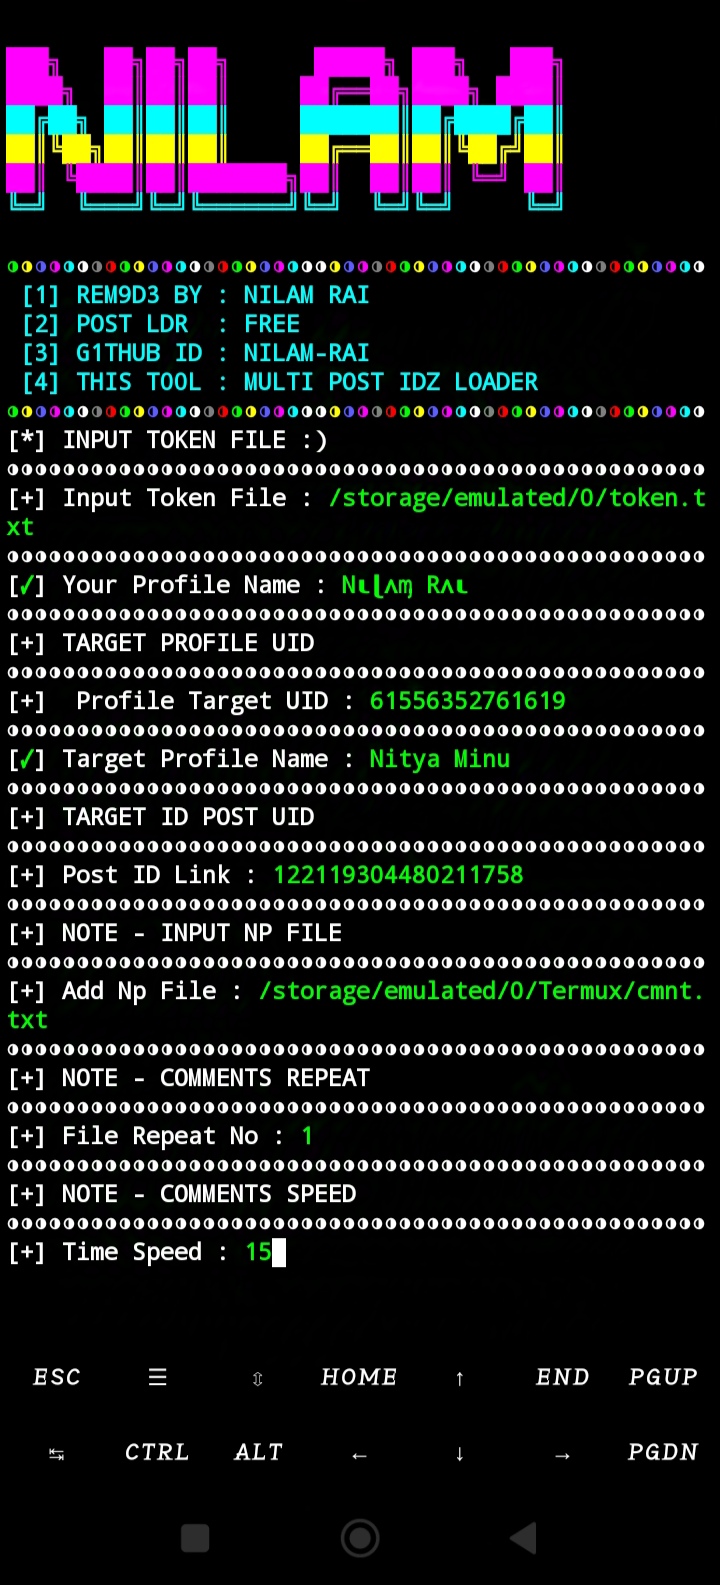 NILAM
[1] REM9D3 BY : NILAM RAI
[2] POST LDR  : FREE
[3] G1THUB ID : NILAM-RAI
[4] THIS TOOL : MULTI POST IDZ LOADER
[*] INPUT TOKEN FILE :)
[+] Input Token File : /storage/emulated/0/token.t
xt
[✓] Your Profile Name : Nιɭʌɱ Rʌι
[+] TARGET PROFILE UID
[+]  Profile Target UID : 61556352761619
[✓] Target Profile Name : Nitya Minu
[+] TARGET ID POST UID
[+] Post ID Link : 122119304480211758
[+] NOTE - INPUT NP FILE
[+] Add Np File : /storage/emulated/0/Termux/cmnt.
txt
[+] NOTE - COMMENTS REPEAT
[+] File Repeat No : 1
[+] NOTE - COMMENTS SPEED
[+] Time Speed : 15
ESC ☰ ⇳ HOME ↑ END PGUP
↹ CTRL ALT ← ↓ → PGDN